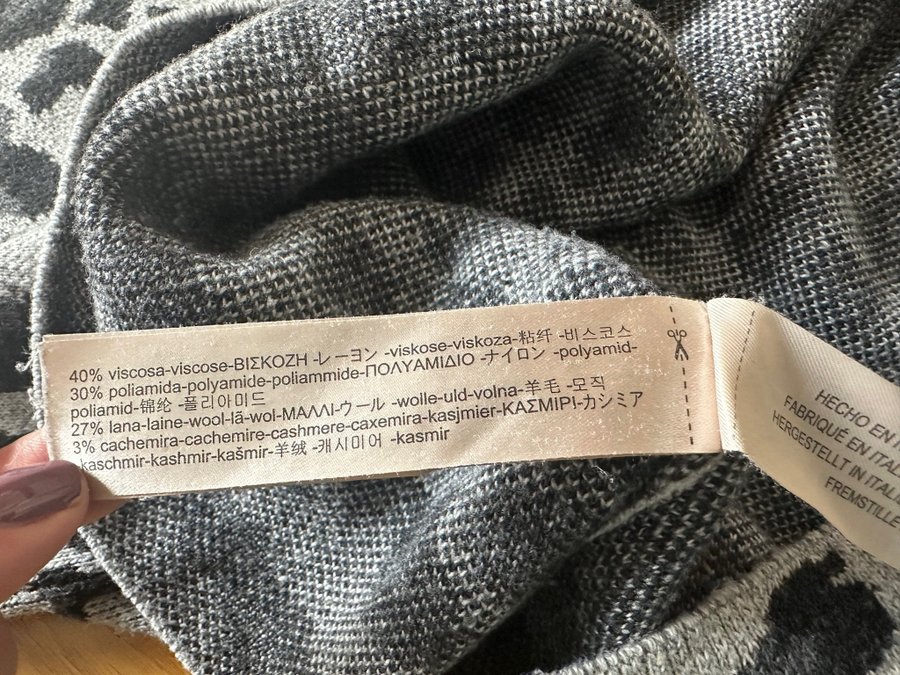 40% viscosa-viscose-ΒΙΣΚΟΖΗ -レーヨン -viskose-viskoza-粘纤 -비스코스
30% poliamida-polyamide-poliammide-ΠΟΛΥΑΜΙΔΙΟ -ナイロン -polyamid-
poliamid-锦纶 -폴리아미드
27% lana-laine-wool-lã-wol-ΜΑΛΛΙ-ウール -wolle-uld-volna-羊毛 -모직
3% cachemira-cachemire-cashmere-caxemira-kasjmier-ΚΑΣΜΙΡΙ-カシミア
kaschmir-kashmir-kašmir-羊绒 -캐시미어 -kasmir
HECHO EN
FABRIQUÉ EN
HERGESTELLT IN
FREMSTILLE